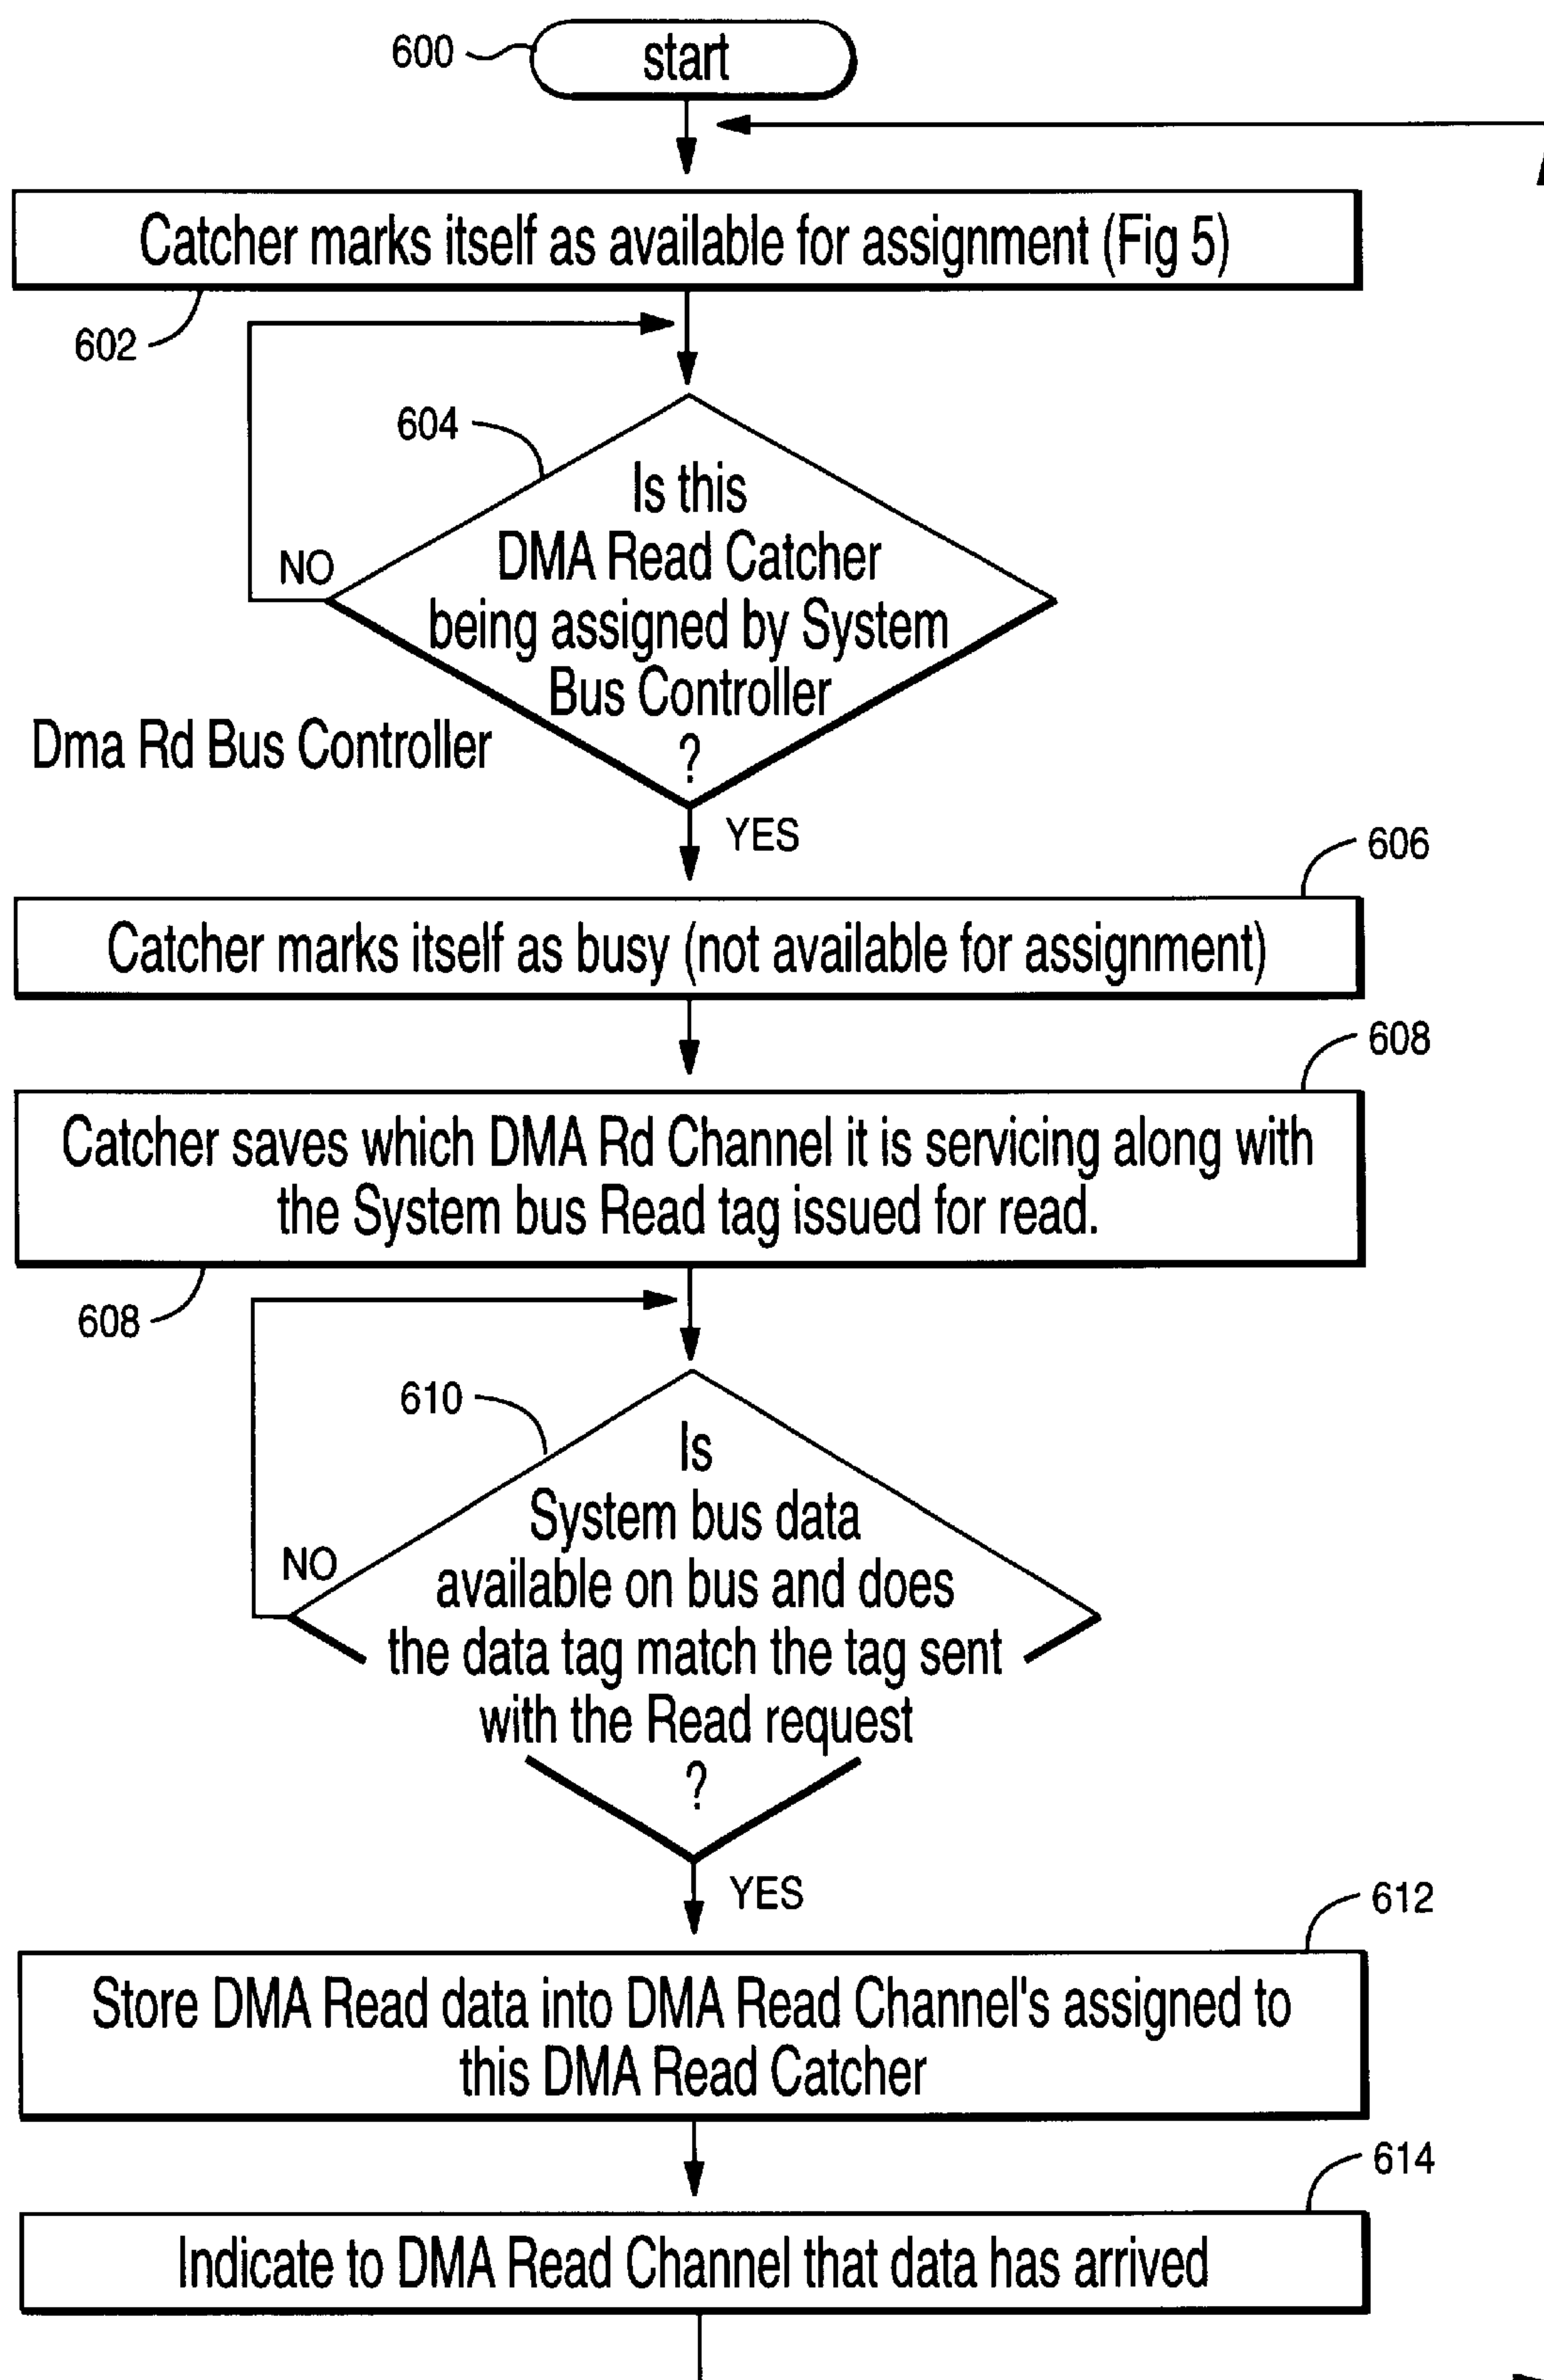 600
start
Catcher marks itself as available for assignment (Fig 5)
602
604
Is this
DMA Read Catcher
being assigned by System
Bus Controller
?
NO
Dma Rd Bus Controller
YES
606
Catcher marks itself as busy (not available for assignment)
608
Catcher saves which DMA Rd Channel it is servicing along with
the System bus Read tag issued for read.
608
610
Is
System bus data
available on bus and does
the data tag match the tag sent
with the Read request
?
NO
YES
612
Store DMA Read data into DMA Read Channel's assigned to
this DMA Read Catcher
614
Indicate to DMA Read Channel that data has arrived